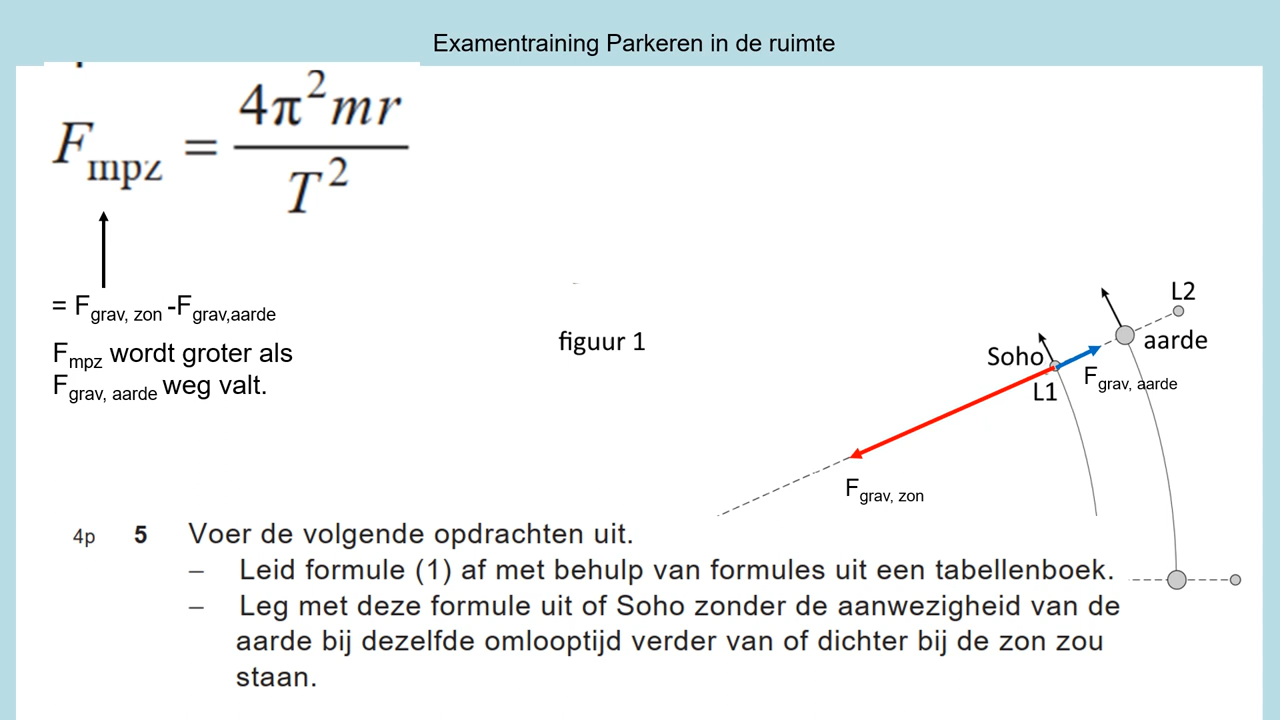 Examentraining Parkeren in de ruimte
F_mpz = 4π²mr / T²
= F_grav, zon -F_grav,aarde
F_mpz wordt groter als
F_grav, aarde weg valt.
figuur 1
L2
aarde
Soho
L1
F_grav, aarde
F_grav, zon
4p 5 Voer de volgende opdrachten uit.
– Leid formule (1) af met behulp van formules uit een tabellenboek.
– Leg met deze formule uit of Soho zonder de aanwezigheid van de
aarde bij dezelfde omlooptijd verder van of dichter bij de zon zou
staan.